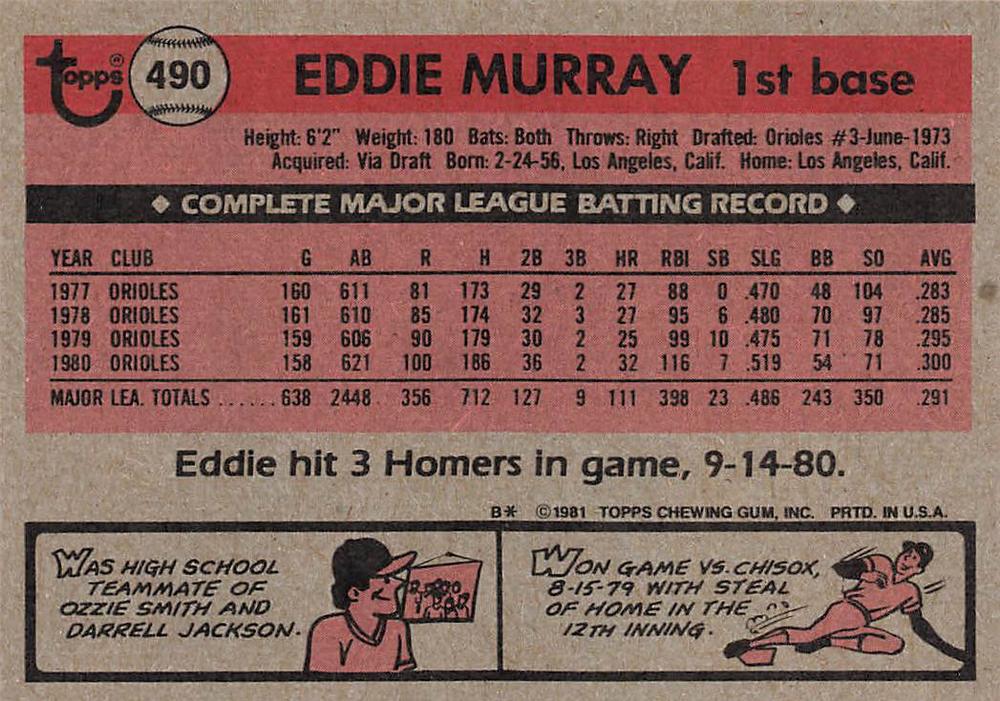 Topps® 490 EDDIE MURRAY 1st base
Height: 6'2" Weight: 180 Bats: Both Throws: Right Drafted: Orioles #3-June-1973
Acquired: Via Draft Born: 2-24-56, Los Angeles, Calif. Home: Los Angeles, Calif.
◆ COMPLETE MAJOR LEAGUE BATTING RECORD ◆
YEAR CLUB G AB R H 2B 3B HR RBI SB SLG BB SO AVG
1977 ORIOLES 160 611 81 173 29 2 27 88 0 .470 48 104 .283
1978 ORIOLES 161 610 85 174 32 3 27 95 6 .480 70 97 .285
1979 ORIOLES 159 606 90 179 30 2 25 99 10 .475 71 78 .295
1980 ORIOLES 158 621 100 186 36 2 32 116 7 .519 54 71 .300
MAJOR LEA. TOTALS ...... 638 2448 356 712 127 9 111 398 23 .486 243 350 .291
Eddie hit 3 Homers in game, 9-14-80.
B* ©1981 TOPPS CHEWING GUM, INC. PRTD. IN U.S.A.
WAS HIGH SCHOOL
TEAMMATE OF
OZZIE SMITH AND
DARRELL JACKSON.
WON GAME VS. CHISOX,
8-15-79 WITH STEAL
OF HOME IN THE
12TH INNING.